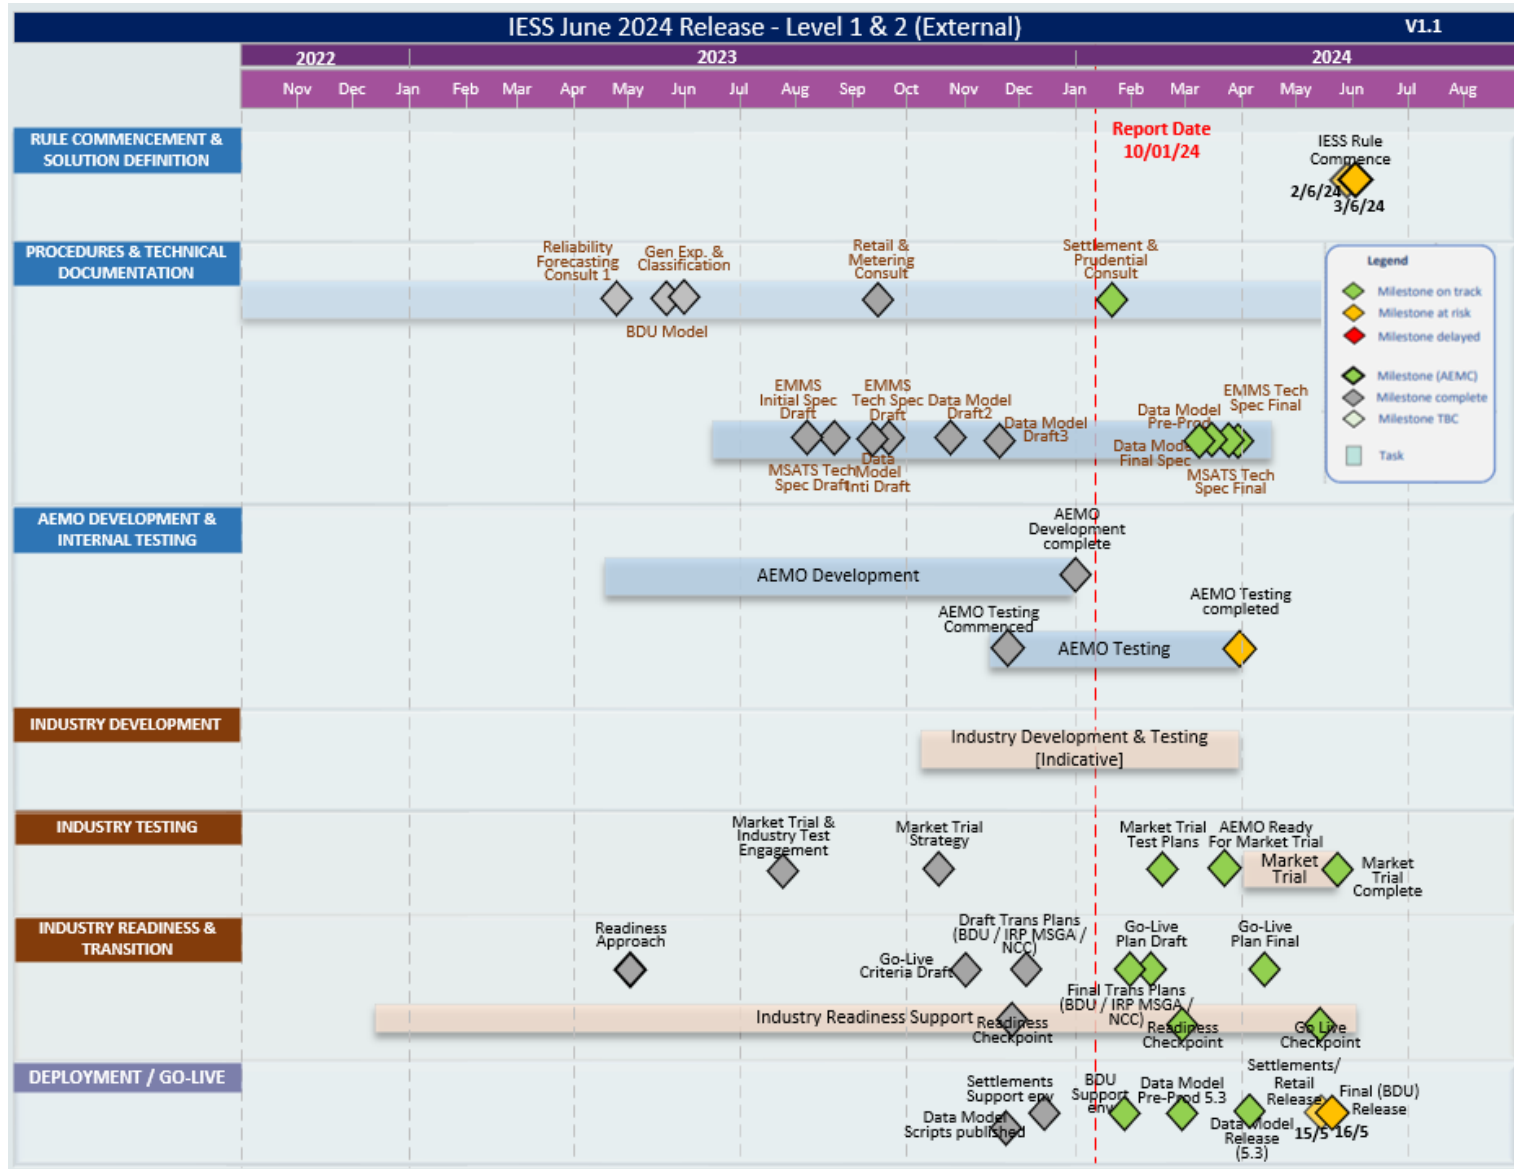 IESS June 2024 Release - Level 1 & 2 (External)
V1.1
2022
2023
2024
Nov Dec Jan Feb Mar Apr May Jun Jul Aug Sep Oct Nov Dec Jan Feb Mar Apr May Jun Jul Aug
Report Date
10/01/24
RULE COMMENCEMENT &
SOLUTION DEFINITION
IESS Rule
Commence
2/6/24
3/6/24
PROCEDURES & TECHNICAL
DOCUMENTATION
Reliability
Forecasting
Consult 1
Gen Exp. &
Classification
BDU Model
Retail &
Metering
Consult
Settlement &
Prudential
Consult
Legend
Milestone on track
Milestone at risk
Milestone delayed
Milestone (AEMC)
Milestone complete
Milestone TBC
Task
EMMS
Initial Spec
Draft
MSATS Tech
Spec Draft
EMMS
Tech Spec
Draft
Data
Model
Inti Draft
Data Model
Draft2
Data Model
Draft3
Data Model
Pre-Prod
Data Model
Final Spec
EMMS Tech
Spec Final
MSATS Tech
Spec Final
AEMO DEVELOPMENT &
INTERNAL TESTING
AEMO
Development
complete
AEMO Development
AEMO Testing
Commenced
AEMO Testing
AEMO Testing
completed
INDUSTRY DEVELOPMENT
Industry Development & Testing
[Indicative]
INDUSTRY TESTING
Market Trial &
Industry Test
Engagement
Market Trial
Strategy
Market Trial
Test Plans
AEMO Ready
For Market Trial
Market
Trial
Market
Trial
Complete
INDUSTRY READINESS &
TRANSITION
Readiness
Approach
Go-Live
Criteria Draft
Draft Trans Plans
(BDU / IRP MSGA /
NCC)
Go-Live
Plan Draft
Go-Live
Plan Final
Final Trans Plans
(BDU / IRP MSGA /
NCC)
Industry Readiness Support
Readiness
Checkpoint
Readiness
Checkpoint
Go Live
Checkpoint
DEPLOYMENT / GO-LIVE
Settlements
Support env
Data Model
Scripts published
BDU
Support
env
Data Model
Pre-Prod 5.3
Data Model
Release
(5.3)
Settlements/
Retail
Release
15/5
16/5
Final (BDU)
Release